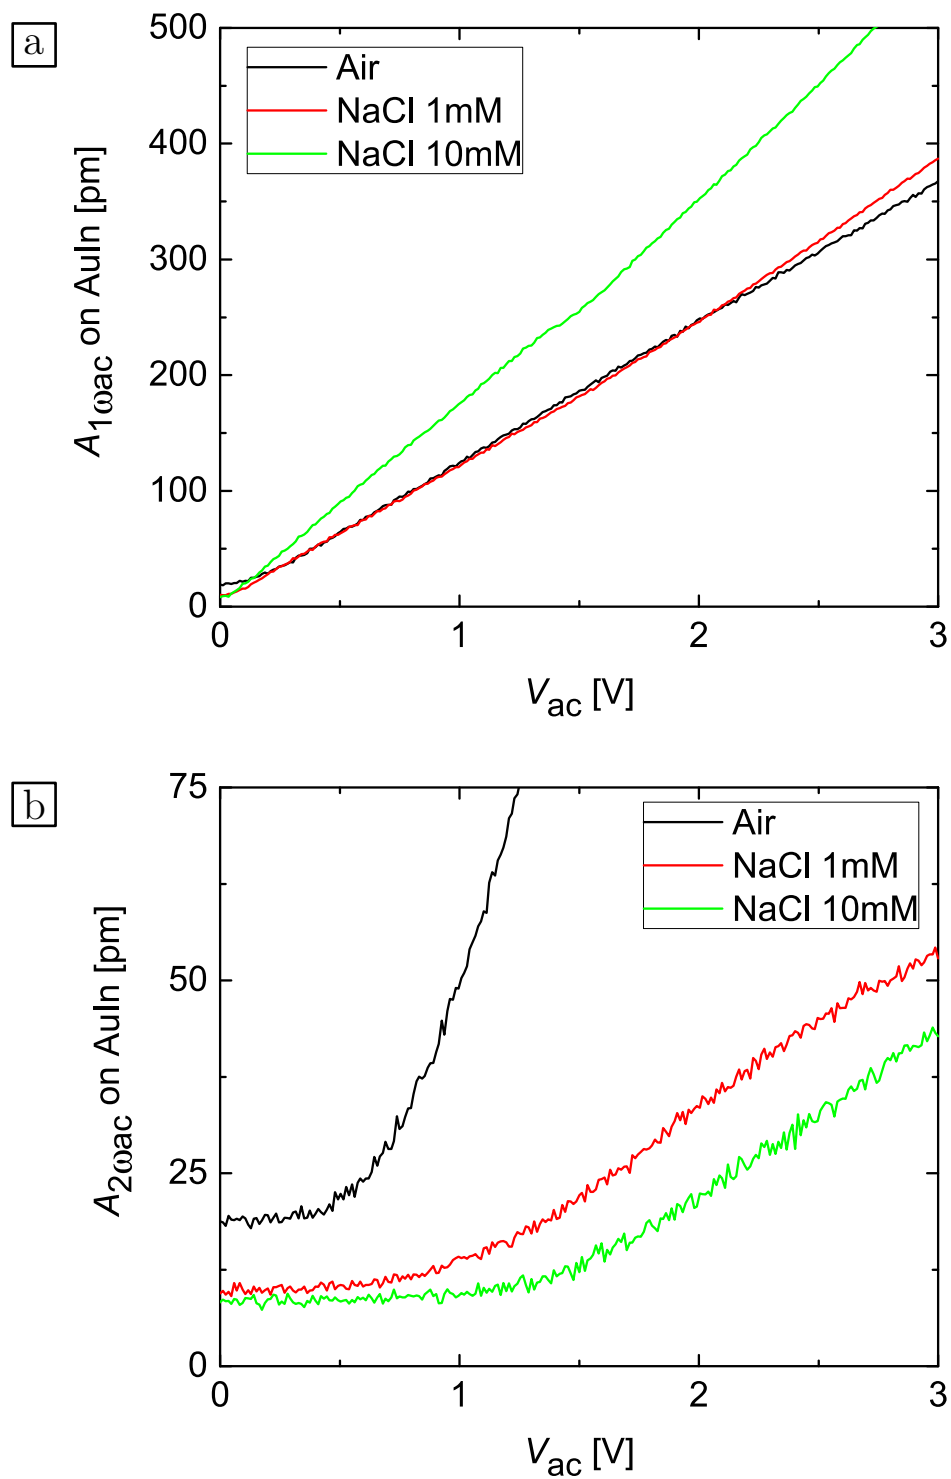 a
500
400
300
200
100
0
A1ωac on AuIn [pm]
Air
NaCl 1mM
NaCl 10mM
0 1 2 3
Vac [V]
b
75
50
25
0
A2ωac on AuIn [pm]
Air
NaCl 1mM
NaCl 10mM
0 1 2 3
Vac [V]